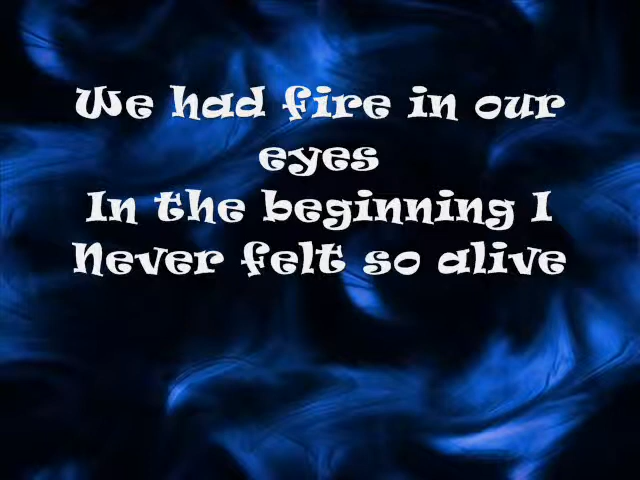 We had fire in our
eyes
In the beginning I
Never felt so alive